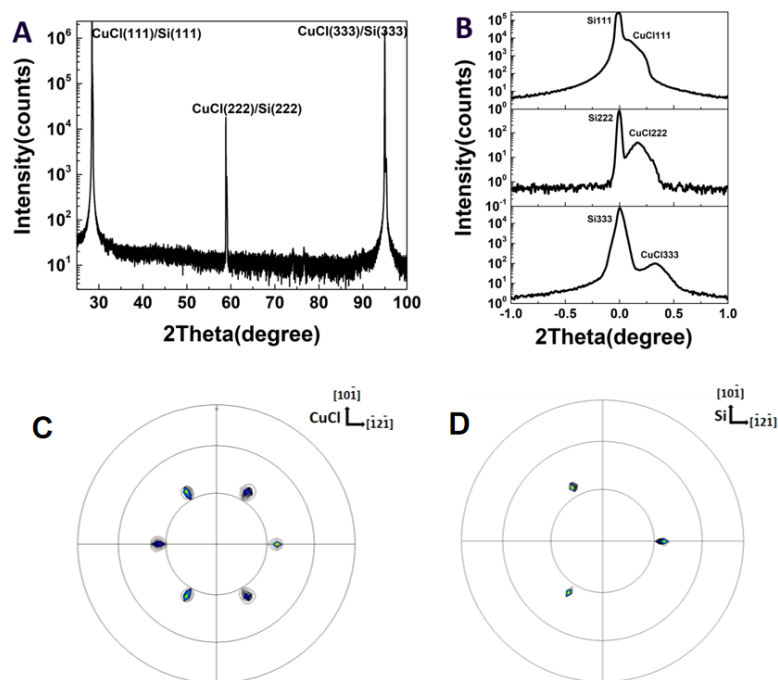 A
CuCl(111)/Si(111)
CuCl(333)/Si(333)
CuCl(222)/Si(222)
Intensity(counts)
10⁶
10⁵
10⁴
10³
10²
10¹
30 40 50 60 70 80 90 100
2Theta(degree)
B
Si111
CuCl111
Si222
CuCl222
Si333
CuCl333
Intensity(counts)
10⁵
10⁴
10³
10²
10¹
10⁰
10²
10¹
10⁰
10⁻¹
10⁴
10³
10²
10¹
10⁰
-1.0 -0.5 0.0 0.5 1.0
2Theta(degree)
C
[101̅]
CuCl
[1̅21̅]
D
[101̅]
Si
[1̅21̅]